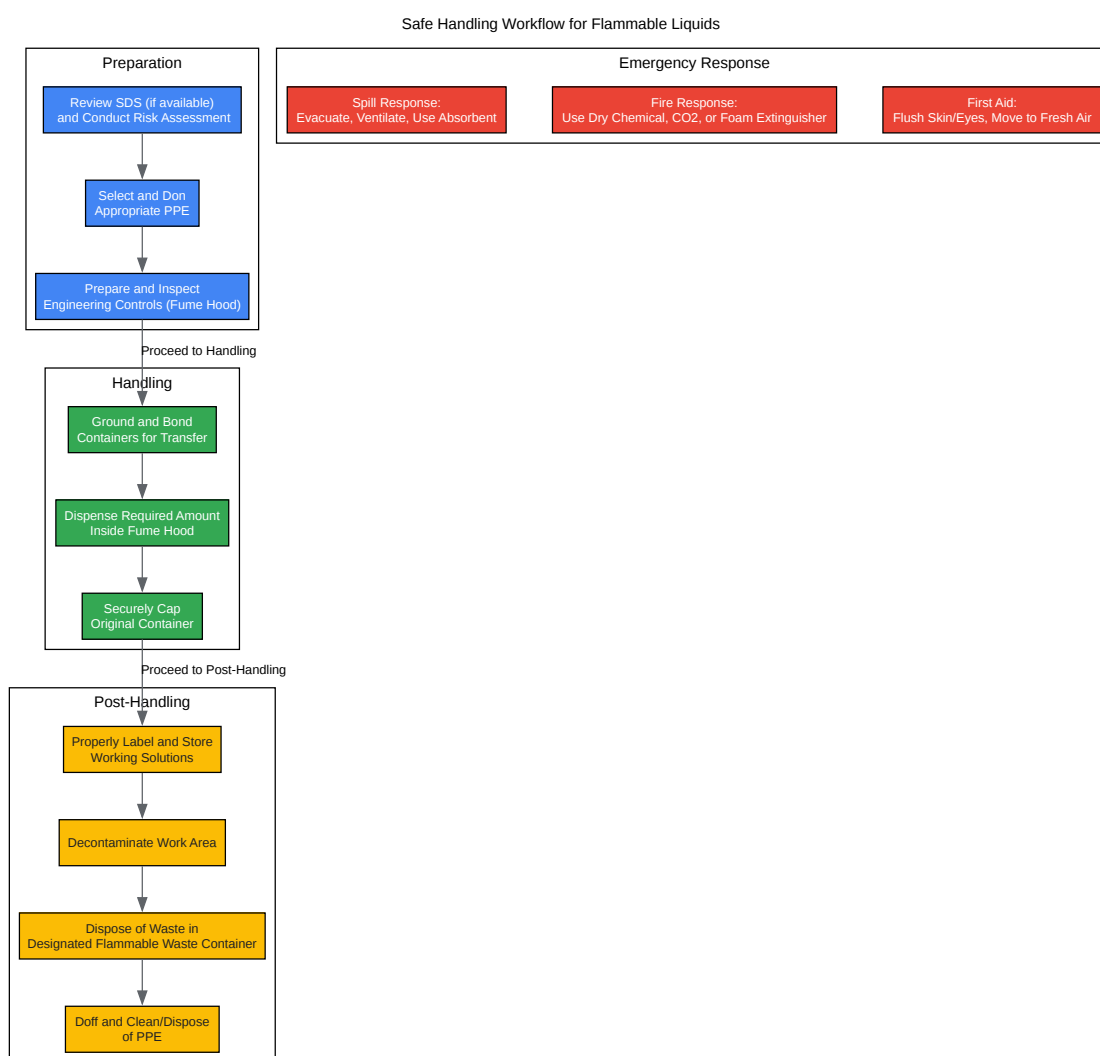 Safe Handling Workflow for Flammable Liquids
Preparation
Review SDS (if available)
and Conduct Risk Assessment
Select and Don
Appropriate PPE
Prepare and Inspect
Engineering Controls (Fume Hood)
Proceed to Handling
Handling
Ground and Bond
Containers for Transfer
Dispense Required Amount
Inside Fume Hood
Securely Cap
Original Container
Proceed to Post-Handling
Post-Handling
Properly Label and Store
Working Solutions
Decontaminate Work Area
Dispose of Waste in
Designated Flammable Waste Container
Doff and Clean/Dispose
of PPE
Emergency Response
Spill Response:
Evacuate, Ventilate, Use Absorbent
Fire Response:
Use Dry Chemical, CO2, or Foam Extinguisher
First Aid:
Flush Skin/Eyes, Move to Fresh Air